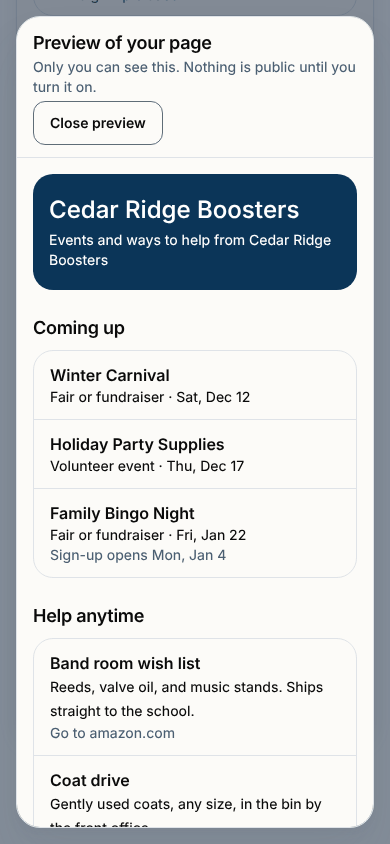 Preview of your page
Only you can see this. Nothing is public until you
turn it on.
Close preview
Cedar Ridge Boosters
Events and ways to help from Cedar Ridge
Boosters
Coming up
Winter Carnival
Fair or fundraiser · Sat, Dec 12
Holiday Party Supplies
Volunteer event · Thu, Dec 17
Family Bingo Night
Fair or fundraiser · Fri, Jan 22
Sign-up opens Mon, Jan 4
Help anytime
Band room wish list
Reeds, valve oil, and music stands. Ships
straight to the school.
Go to amazon.com
Coat drive
Gently used coats, any size, in the bin by
the front office.